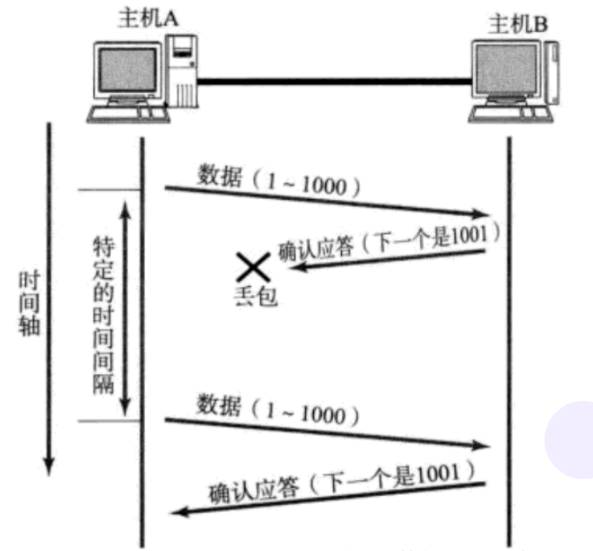 主机A
主机B
数据（1~1000）
确认应答（下一个是1001）
丢包
特定的时间间隔
时间轴
数据（1~1000）
确认应答（下一个是1001）